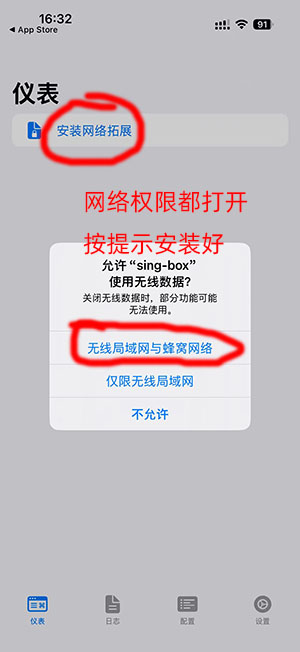 16:32
91
App Store
仪表
安装网络拓展
网络权限都打开
按提示安装好
允许“sing-box”
使用无线数据?
关闭无线数据时，部分功能可能
无法使用。
无线局域网与蜂窝网络
仅限无线局域网
不允许
仪表
日志
配置
设置